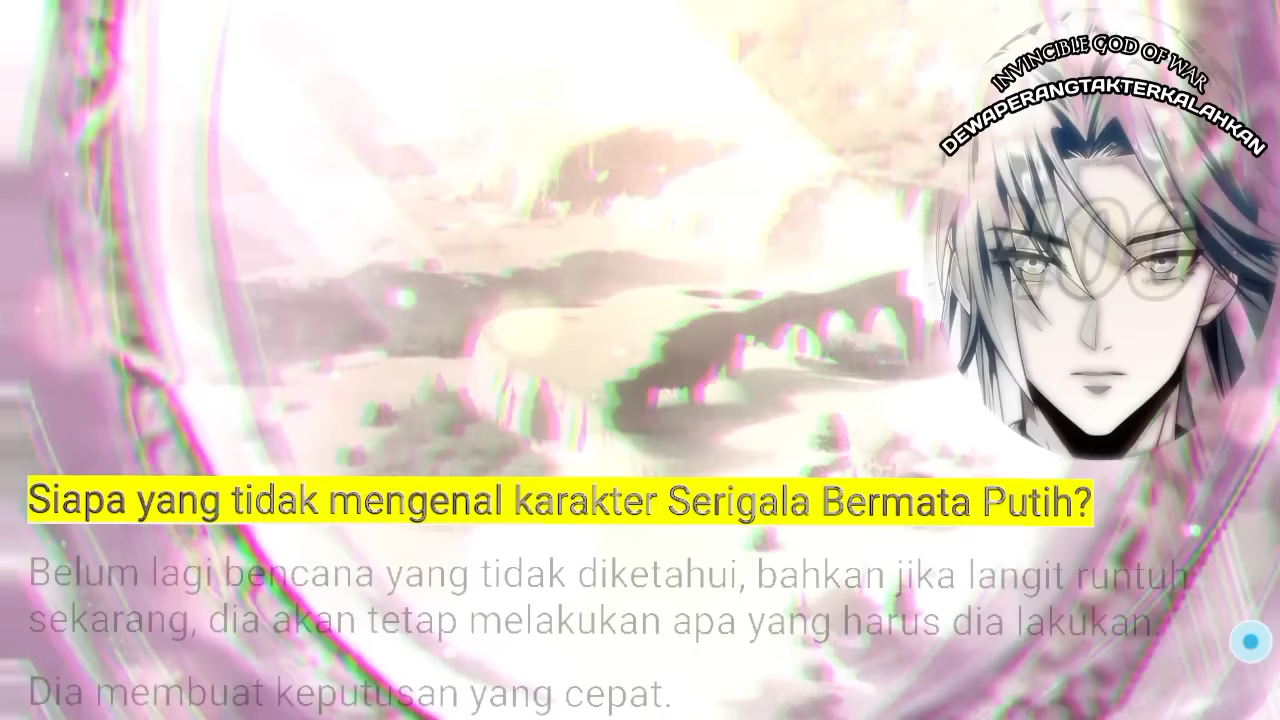 INVINCIBLE GOD OF WAR
DEWAPERANGTAKTERKALAHKAN
Siapa yang tidak mengenal karakter Serigala Bermata Putih?
Belum lagi bencana yang tidak diketahui, bahkan jika langit runtuh
sekarang, dia akan tetap melakukan apa yang harus dia lakukan.
Dia membuat keputusan yang cepat.